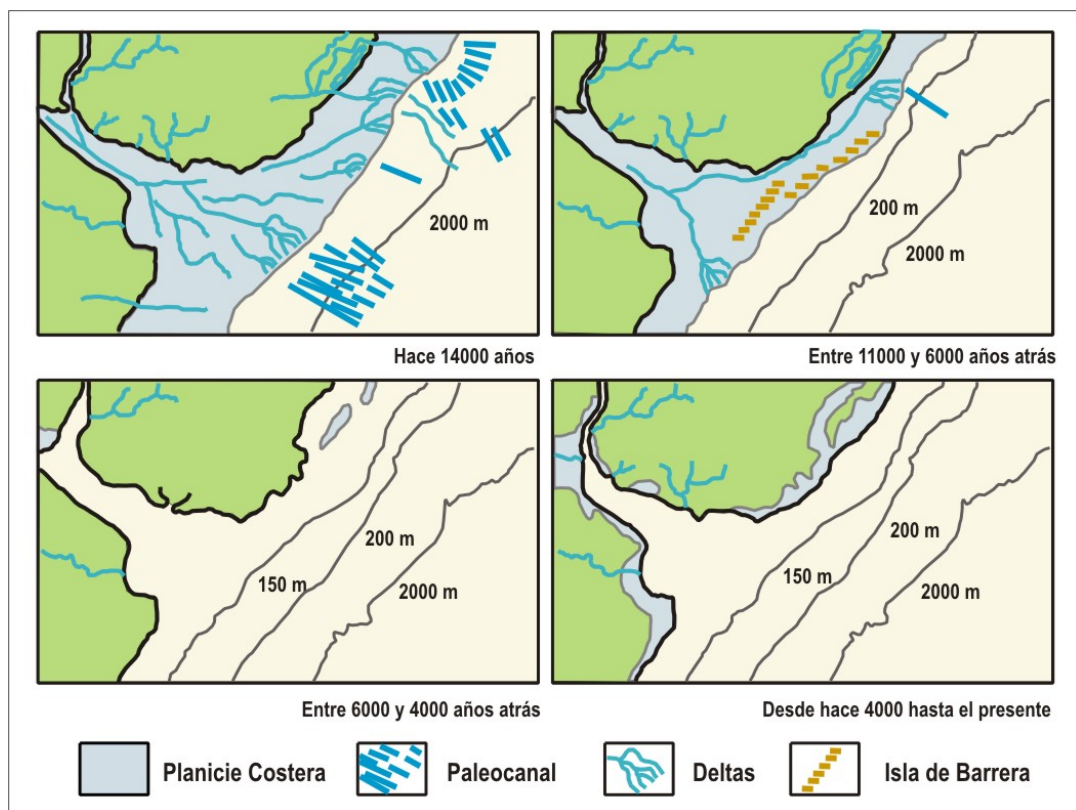 2000 m
Hace 14000 años
200 m
2000 m
Entre 11000 y 6000 años atrás
200 m
150 m
2000 m
Entre 6000 y 4000 años atrás
200 m
150 m
2000 m
Desde hace 4000 hasta el presente
Planicie Costera
Paleocanal
Deltas
Isla de Barrera